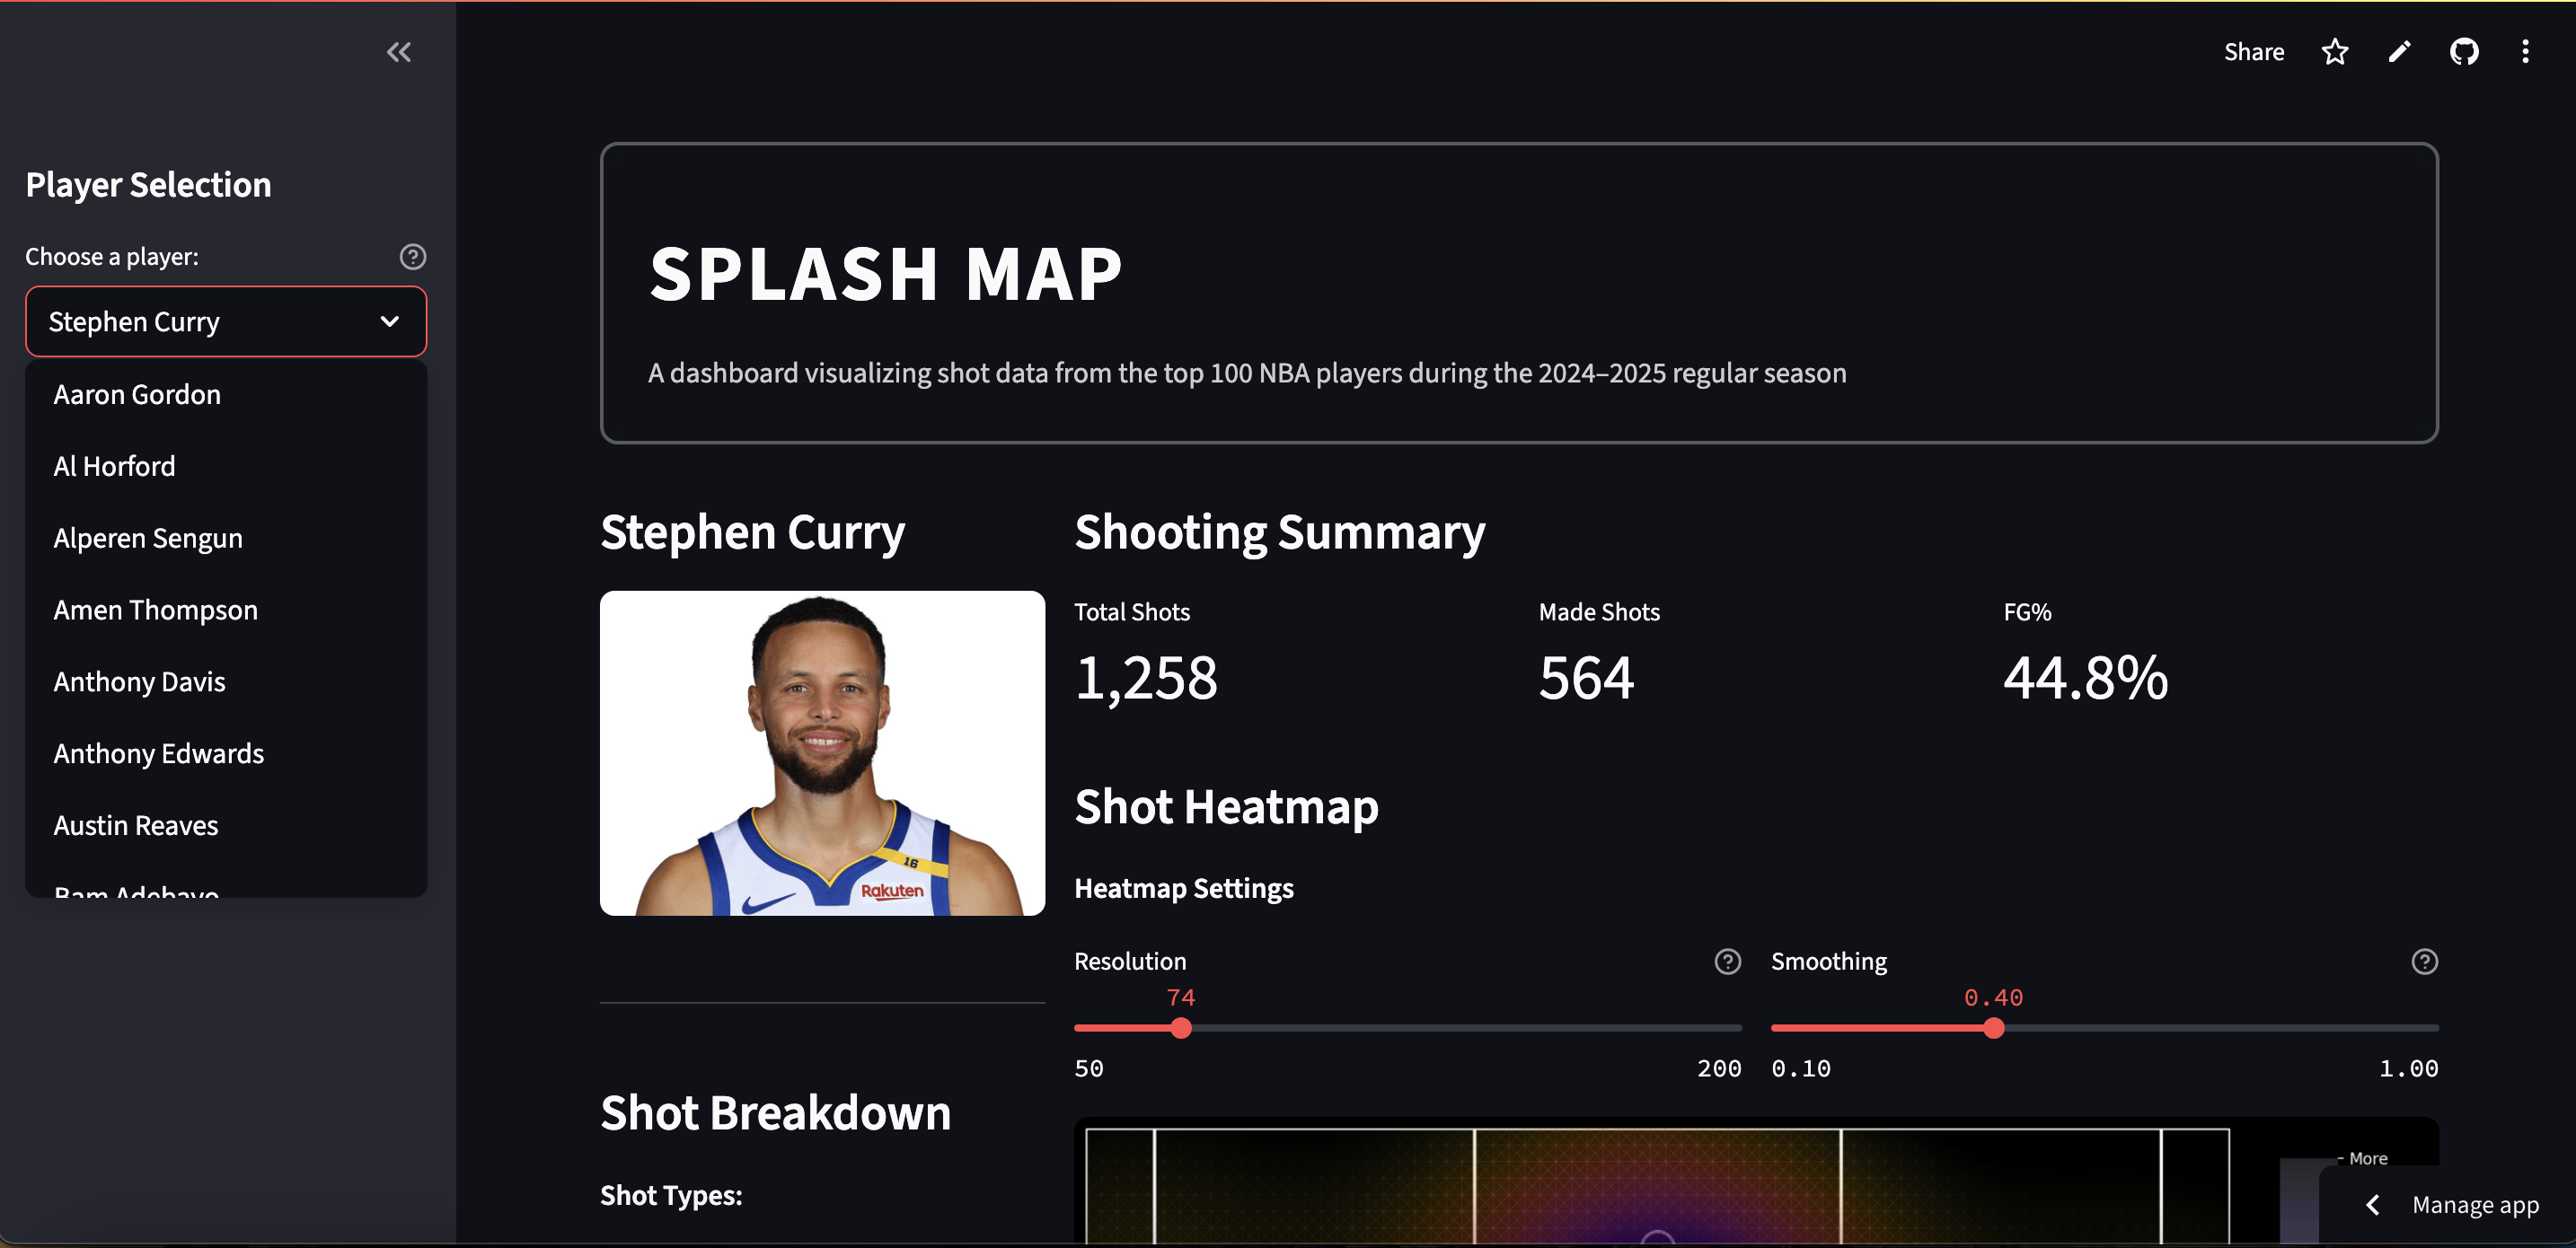 Share
Player Selection
Choose a player:
Stephen Curry
Aaron Gordon
Al Horford
Alperen Sengun
Amen Thompson
Anthony Davis
Anthony Edwards
Austin Reaves
Bam Adebayo
SPLASH MAP
A dashboard visualizing shot data from the top 100 NBA players during the 2024–2025 regular season
Stephen Curry
16
Rakuten
Shot Breakdown
Shot Types:
Shooting Summary
Total Shots
1,258
Made Shots
564
FG%
44.8%
Shot Heatmap
Heatmap Settings
Resolution
74
50 200
Smoothing
0.40
0.10 1.00
- More
Manage app